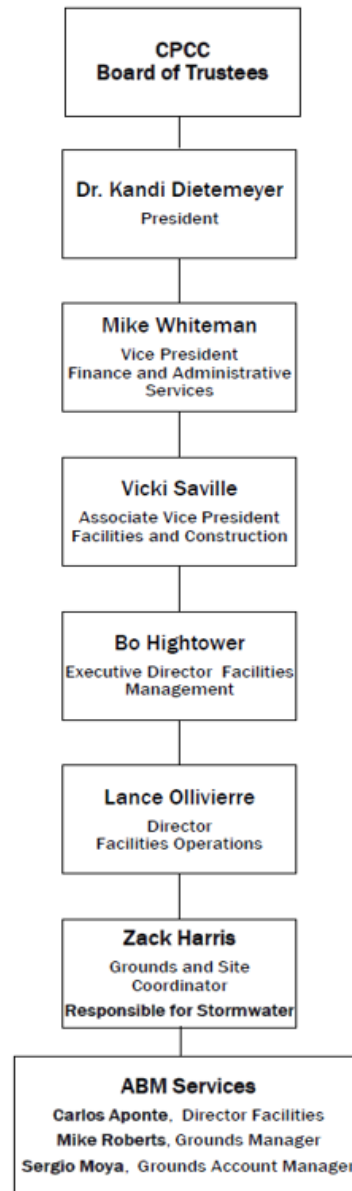 CPCC
Board of Trustees
Dr. Kandi Dietemeyer
President
Mike Whiteman
Vice President
Finance and Administrative
Services
Vicki Saville
Associate Vice President
Facilities and Construction
Bo Hightower
Executive Director Facilities
Management
Lance Ollivierre
Director
Facilities Operations
Zack Harris
Grounds and Site
Coordinator
Responsible for Stormwater
ABM Services
Carlos Aponte, Director Facilities
Mike Roberts, Grounds Manager
Sergio Moya, Grounds Account Manager